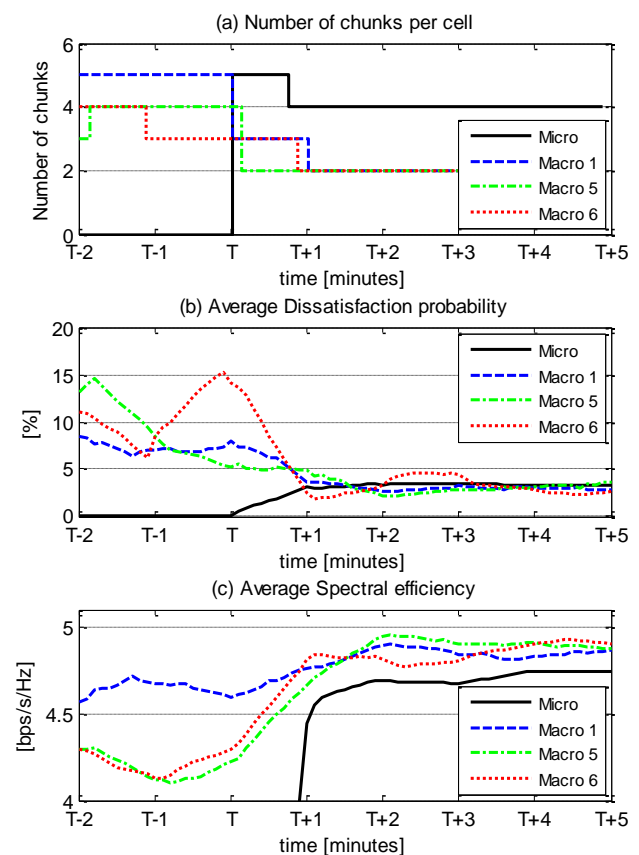 (a) Number of chunks per cell
Number of chunks
6
4
2
0
Micro
Macro 1
Macro 5
Macro 6
T-2 T-1 T T+1 T+2 T+3 T+4 T+5
time [minutes]
(b) Average Dissatisfaction probability
[%]
20
15
10
5
0
Micro
Macro 1
Macro 5
Macro 6
T-2 T-1 T T+1 T+2 T+3 T+4 T+5
time [minutes]
(c) Average Spectral efficiency
[bps/s/Hz]
5
4.5
4
Micro
Macro 1
Macro 5
Macro 6
T-2 T-1 T T+1 T+2 T+3 T+4 T+5
time [minutes]